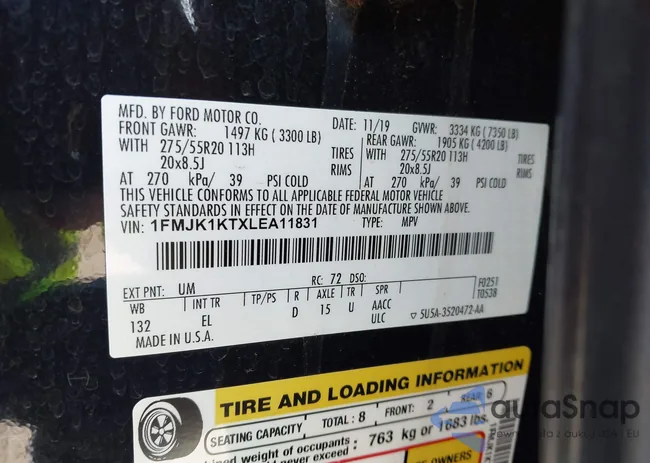 MFD. BY FORD MOTOR CO.
DATE: 11/19 GVWR: 3334 KG ( 7350 LB)
FRONT GAWR: 1497 KG ( 3300 LB) REAR GAWR: 1905 KG ( 4200 LB)
WITH 275/55R20 113H TIRES WITH 275/55R20 113H TIRES
20x8.5J RIMS 20x8.5J RIMS
AT 270 kPa/ 39 PSI COLD AT 270 kPa/ 39 PSI COLD
THIS VEHICLE CONFORMS TO ALL APPLICABLE FEDERAL MOTOR VEHICLE
SAFETY STANDARDS IN EFFECT ON THE DATE OF MANUFACTURE SHOWN ABOVE.
VIN: 1FMJK1KTXLEA11831 TYPE: MPV
EXT PNT: UM RC: 72 DSO: F0251
WB INT TR TP/PS R AXLE TR SPR T0538
132 EL D 15 U AACC
ULC 5U5A-3520472-AA
MADE IN U.S.A.
TIRE AND LOADING INFORMATION
SEATING CAPACITY TOTAL: 8 FRONT: 2 REAR: 6
763 kg or 1683 lbs.
OWNERS